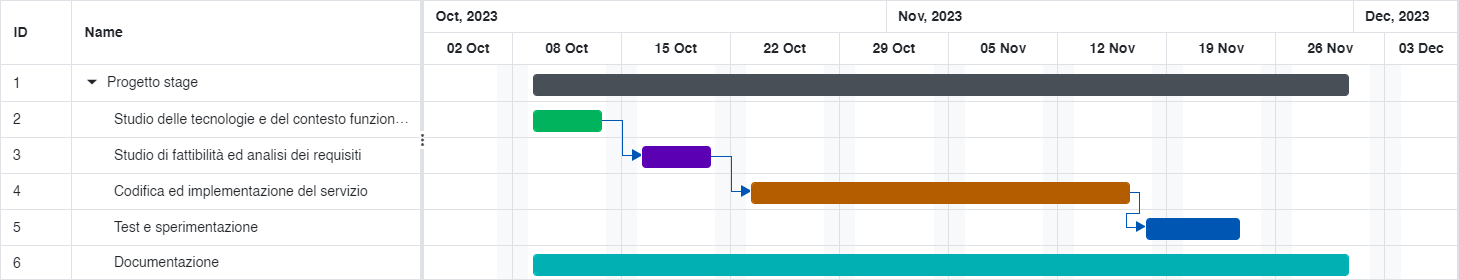 ID Name Oct, 2023 Nov, 2023 Dec, 2023
02 Oct 08 Oct 15 Oct 22 Oct 29 Oct 05 Nov 12 Nov 19 Nov 26 Nov 03 Dec
1 Progetto stage
2 Studio delle tecnologie e del contesto funzion…
3 Studio di fattibilità ed analisi dei requisiti
4 Codifica ed implementazione del servizio
5 Test e sperimentazione
6 Documentazione